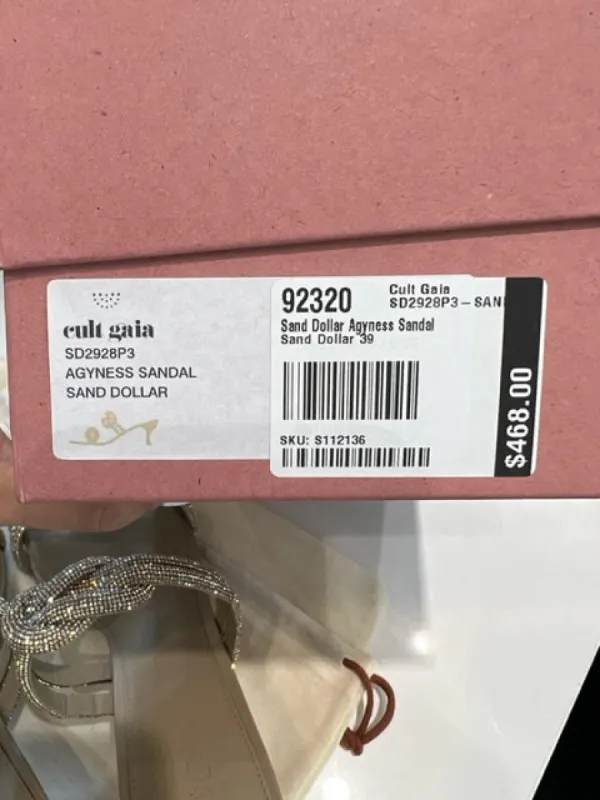 cult gaia
SD2928P3
AGYNESS SANDAL
SAND DOLLAR
92320
Cult Gaia
SD2928P3-SAN
Sand Dollar Agyness Sandal
Sand Dollar 39
SKU: S112136
$468.00